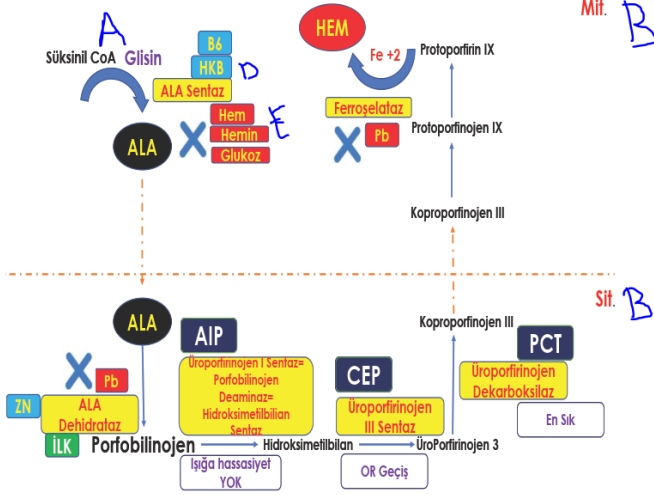 Mit. B
A
HEM
Süksinil CoA Glisin
B6
HKB D
ALA Sentaz
Fe +2
Protoporfirin IX
Ferroşelataz
Pb
Protoporfinojen IX
ALA
Hem
Hemin
Glukoz
E
Koproporfinojen III
Sit. B
ALA
AIP
Koproporfinojen III
PCT
Pb
ZN
ALA
Dehidrataz
Üroporfirinojen I Sentaz=
Porfobilinojen
Deaminaz=
Hidroksimetilbilian
Sentaz
CEP
Üroporfirinojen
III Sentaz
Üroporfirinojen
Dekarboksilaz
En Sık
İLK
Porfobilinojen
Hidroksimetilbilan
ÜroPorfirinojen 3
Işığa hassasiyet
YOK
OR Geçiş